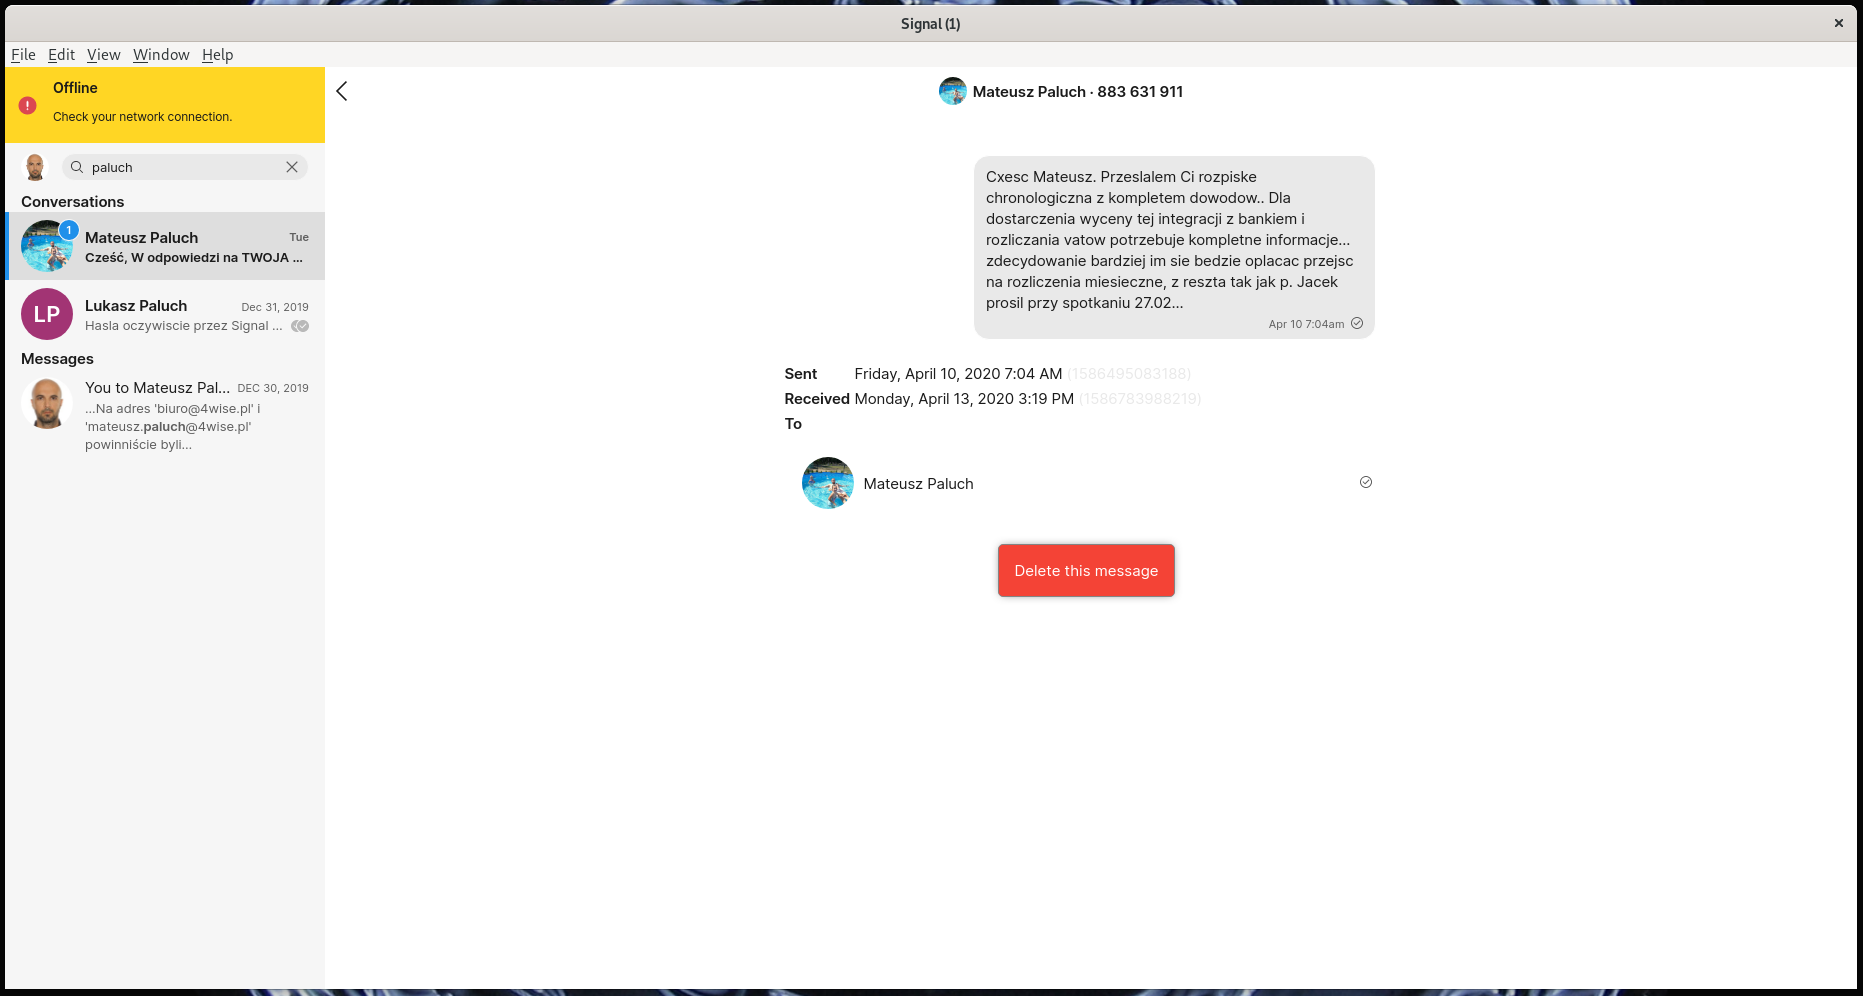 Signal (1)
×
File Edit View Window Help
Offline
!
Check your network connection.
Mateusz Paluch · 883 631 911
paluch
Conversations
1
Mateusz Paluch Tue
Cześć, W odpowiedzi na TWOJA ...
LP
Lukasz Paluch Dec 31, 2019
Hasla oczywiscie przez Signal ...
Messages
You to Mateusz Pal... DEC 30, 2019
...Na adres 'biuro@4wise.pl' i
'mateusz.paluch@4wise.pl'
powinniście byli...
Cxesc Mateusz. Przeslalem Ci rozpiske
chronologiczna z kompletem dowodow.. Dla
dostarczenia wyceny tej integracji z bankiem i
rozliczania vatow potrzebuje kompletne informacje...
zdecydowanie bardziej im sie bedzie oplacac przejsc
na rozliczenia miesieczne, z reszta tak jak p. Jacek
prosil przy spotkaniu 27.02...
Apr 10 7:04am
Sent Friday, April 10, 2020 7:04 AM (1586495083188)
Received Monday, April 13, 2020 3:19 PM (1586783988219)
To
Mateusz Paluch
Delete this message